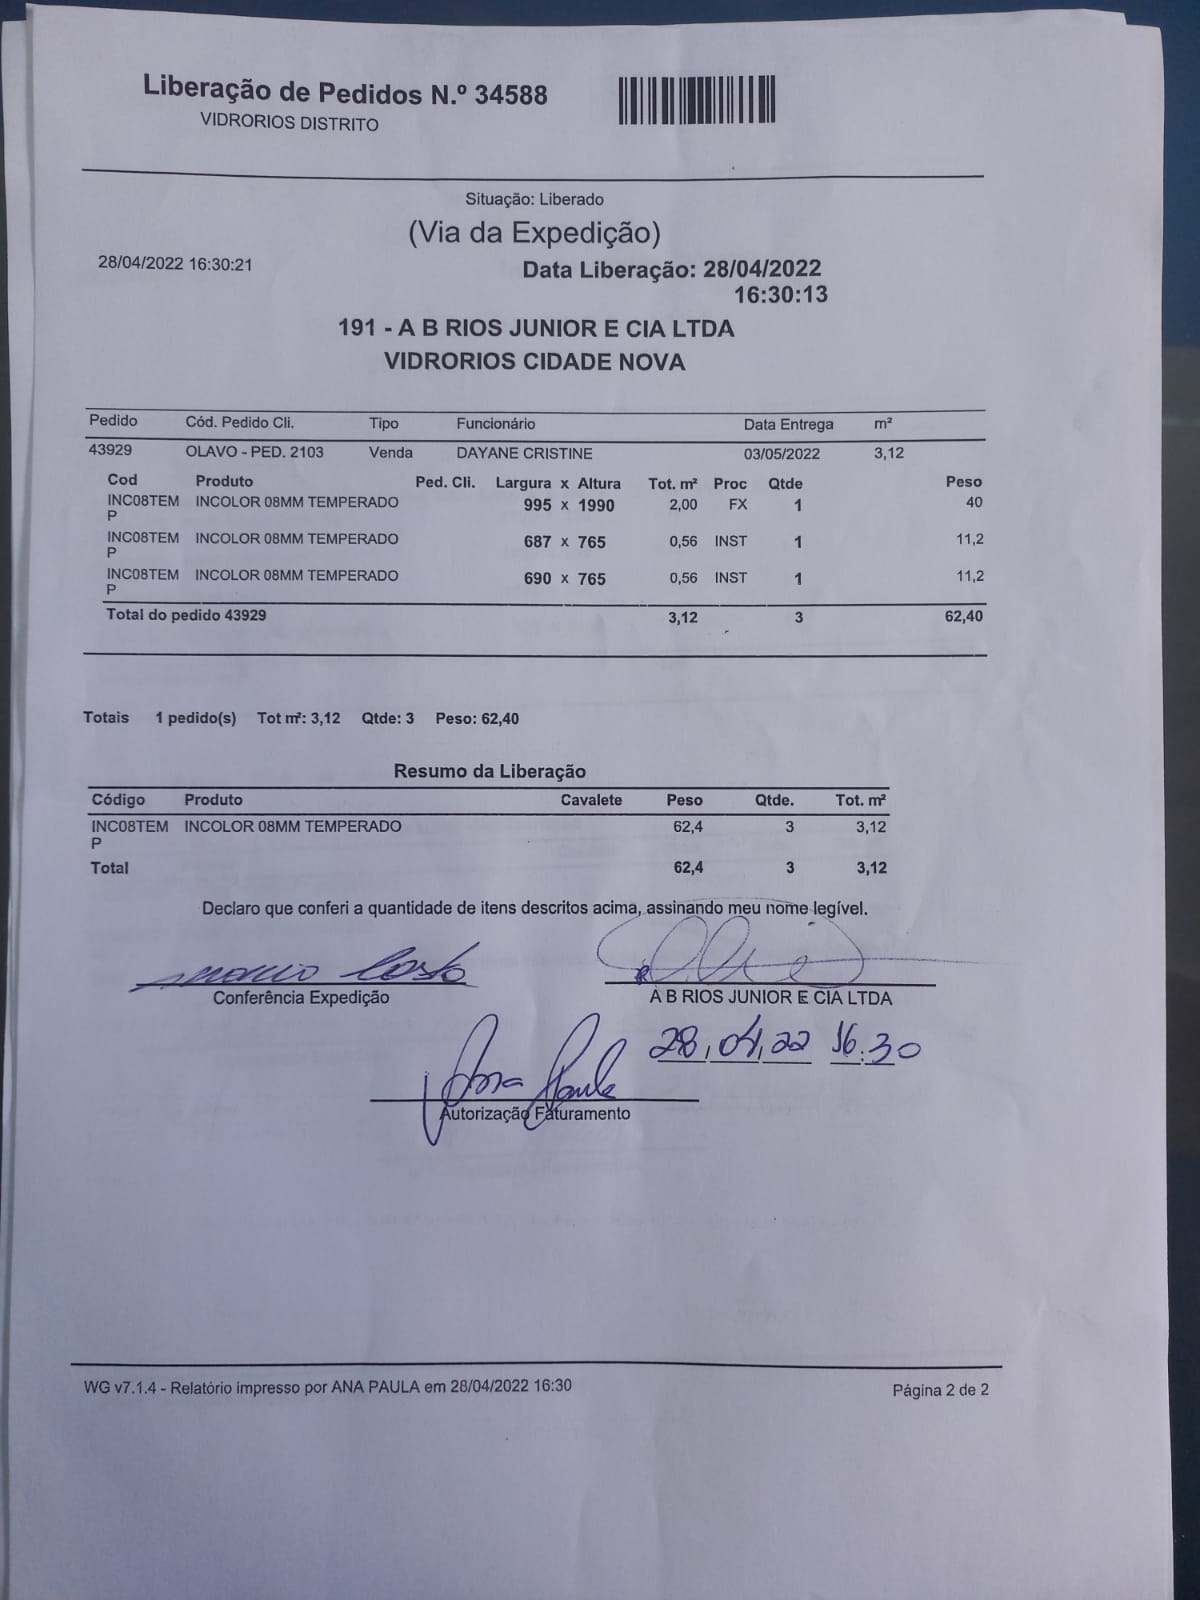 Liberação de Pedidos N.º 34588
VIDRORIOS DISTRITO
Situação: Liberado
(Via da Expedição)
28/04/2022 16:30:21
Data Liberação: 28/04/2022
16:30:13
191 - A B RIOS JUNIOR E CIA LTDA
VIDRORIOS CIDADE NOVA
Pedido Cód. Pedido Cli. Tipo Funcionário Data Entrega m²
43929 OLAVO - PED. 2103 Venda DAYANE CRISTINE 03/05/2022 3,12
Cod Produto Ped. Cli. Largura x Altura Tot. m² Proc Qtde Peso
INC08TEM INCOLOR 08MM TEMPERADO 995 x 1990 2,00 FX 1 40
P
INC08TEM INCOLOR 08MM TEMPERADO 687 x 765 0,56 INST 1 11,2
P
INC08TEM INCOLOR 08MM TEMPERADO 690 x 765 0,56 INST 1 11,2
P
Total do pedido 43929 3,12 3 62,40
Totais 1 pedido(s) Tot m²: 3,12 Qtde: 3 Peso: 62,40
Resumo da Liberação
Código Produto Cavalete Peso Qtde. Tot. m²
INC08TEM INCOLOR 08MM TEMPERADO 62,4 3 3,12
P
Total 62,4 3 3,12
Declaro que conferi a quantidade de itens descritos acima, assinando meu nome legível.
marcio Costa
Conferência Expedição A B RIOS JUNIOR E CIA LTDA
28,04,22 16:30
Ana Paula
Autorização Faturamento
WG v7.1.4 - Relatório impresso por ANA PAULA em 28/04/2022 16:30
Página 2 de 2